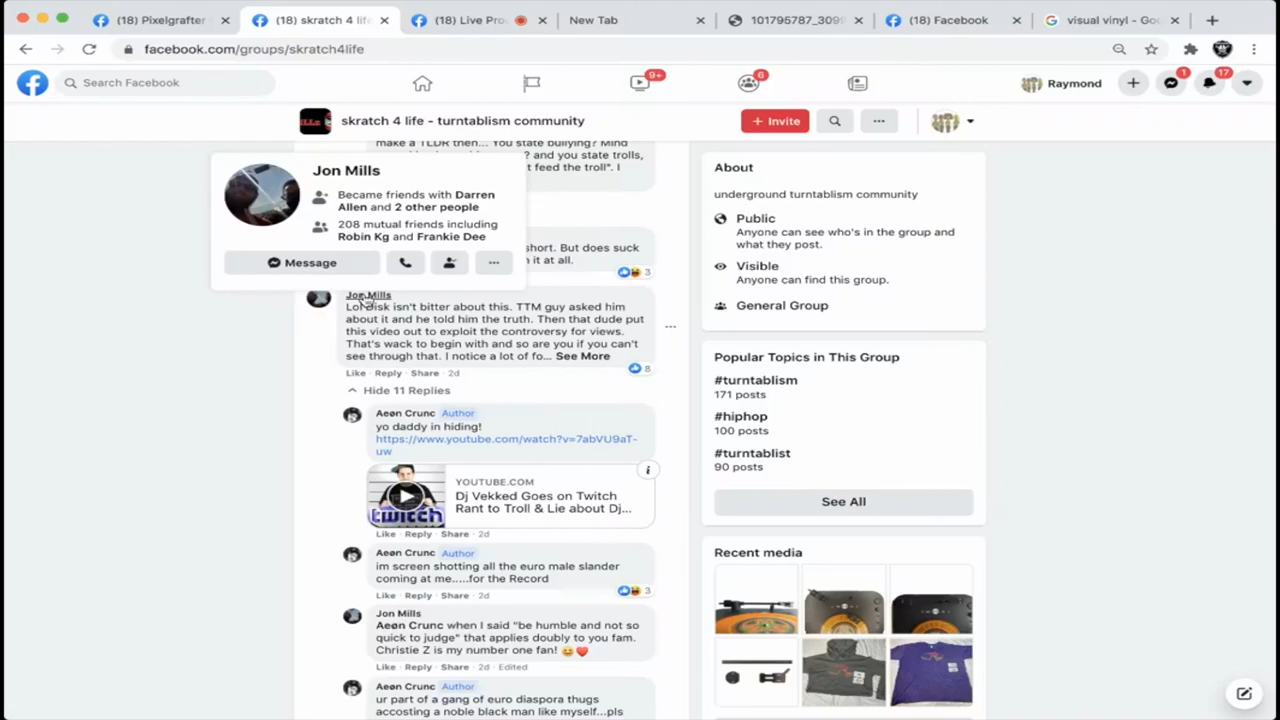 (18) Pixelgrafter
(18) skratch 4 life
(18) Live Pro
New Tab
101795787_3099
(18) Facebook
visual vinyl - Goo
facebook.com/groups/skratch4life
Search Facebook
9+
6
Raymond
1
17
skratch 4 life - turntablism community
+ Invite
make a TLDR then... You state bullying? Mind
? and you state trolls,
't feed the troll". I
Jon Mills
Became friends with Darren
Allen and 2 other people
208 mutual friends including
Robin Kg and Frankie Dee
Message
short. But does suck
it at all.
3
Jon Mills
Lol isk isn't bitter about this. TTM guy asked him
about it and he told him the truth. Then that dude put
this video out to exploit the controversy for views.
That's wack to begin with and so are you if you can't
see through that. I notice a lot of fo... See More
8
Like · Reply · Share · 2d
Hide 11 Replies
Aeøn Crunc Author
yo daddy in hiding!
https://www.youtube.com/watch?v=7abVU9aT-
uw
twitch
YOUTUBE.COM
Dj Vekked Goes on Twitch
Rant to Troll & Lie about Dj...
Like · Reply · Share · 2d
Aeøn Crunc Author
im screen shotting all the euro male slander
coming at me.....for the Record
3
Like · Reply · Share · 2d
Jon Mills
Aeøn Crunc when I said "be humble and not so
quick to judge" that applies doubly to you fam.
Christie Z is my number one fan! 😄❤️
Like · Reply · Share · 2d · Edited
Aeøn Crunc Author
ur part of a gang of euro diaspora thugs
accosting a noble black man like myself...pls
About
underground turntablism community
Public
Anyone can see who's in the group and
what they post.
Visible
Anyone can find this group.
General Group
Popular Topics in This Group
#turntablism
171 posts
#hiphop
100 posts
#turntablist
90 posts
See All
Recent media